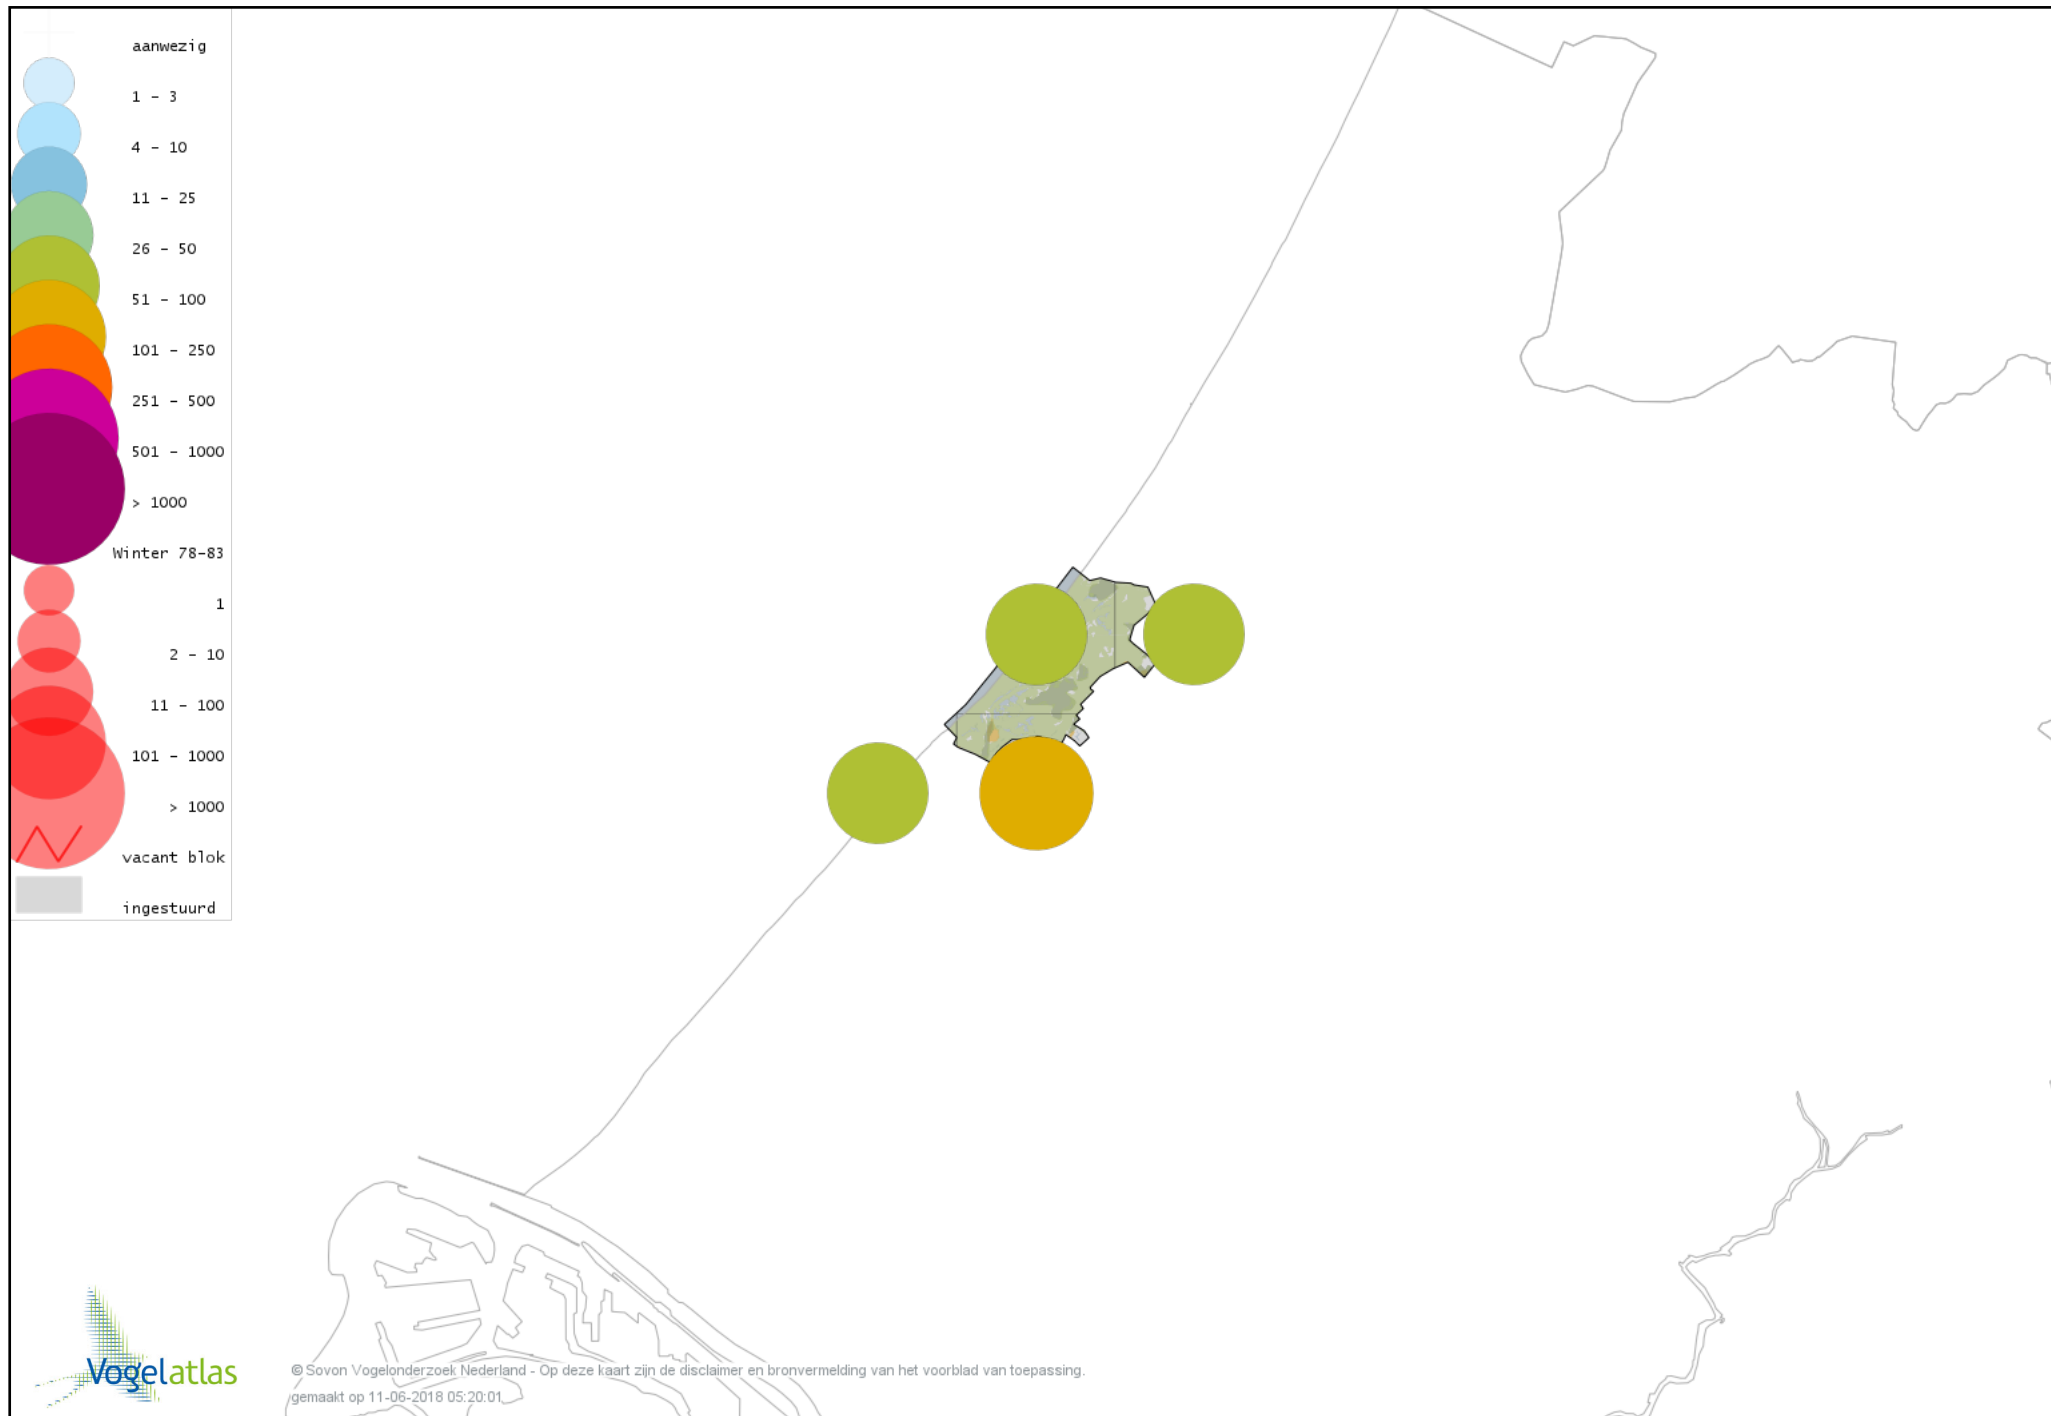 aanwezig
1 - 3
4 - 10
11 - 25
26 - 50
51 - 100
101 - 250
251 - 500
501 - 1000
> 1000
Winter 78-83
1
2 - 10
11 - 100
101 - 1000
> 1000
vacant blok
ingestuurd
Vogelatlas
© Sovon Vogelonderzoek Nederland - Op deze kaart zijn de disclaimer en bronvermelding van het voorblad van toepassing.
gemaakt op 11-06-2018 05:20:01